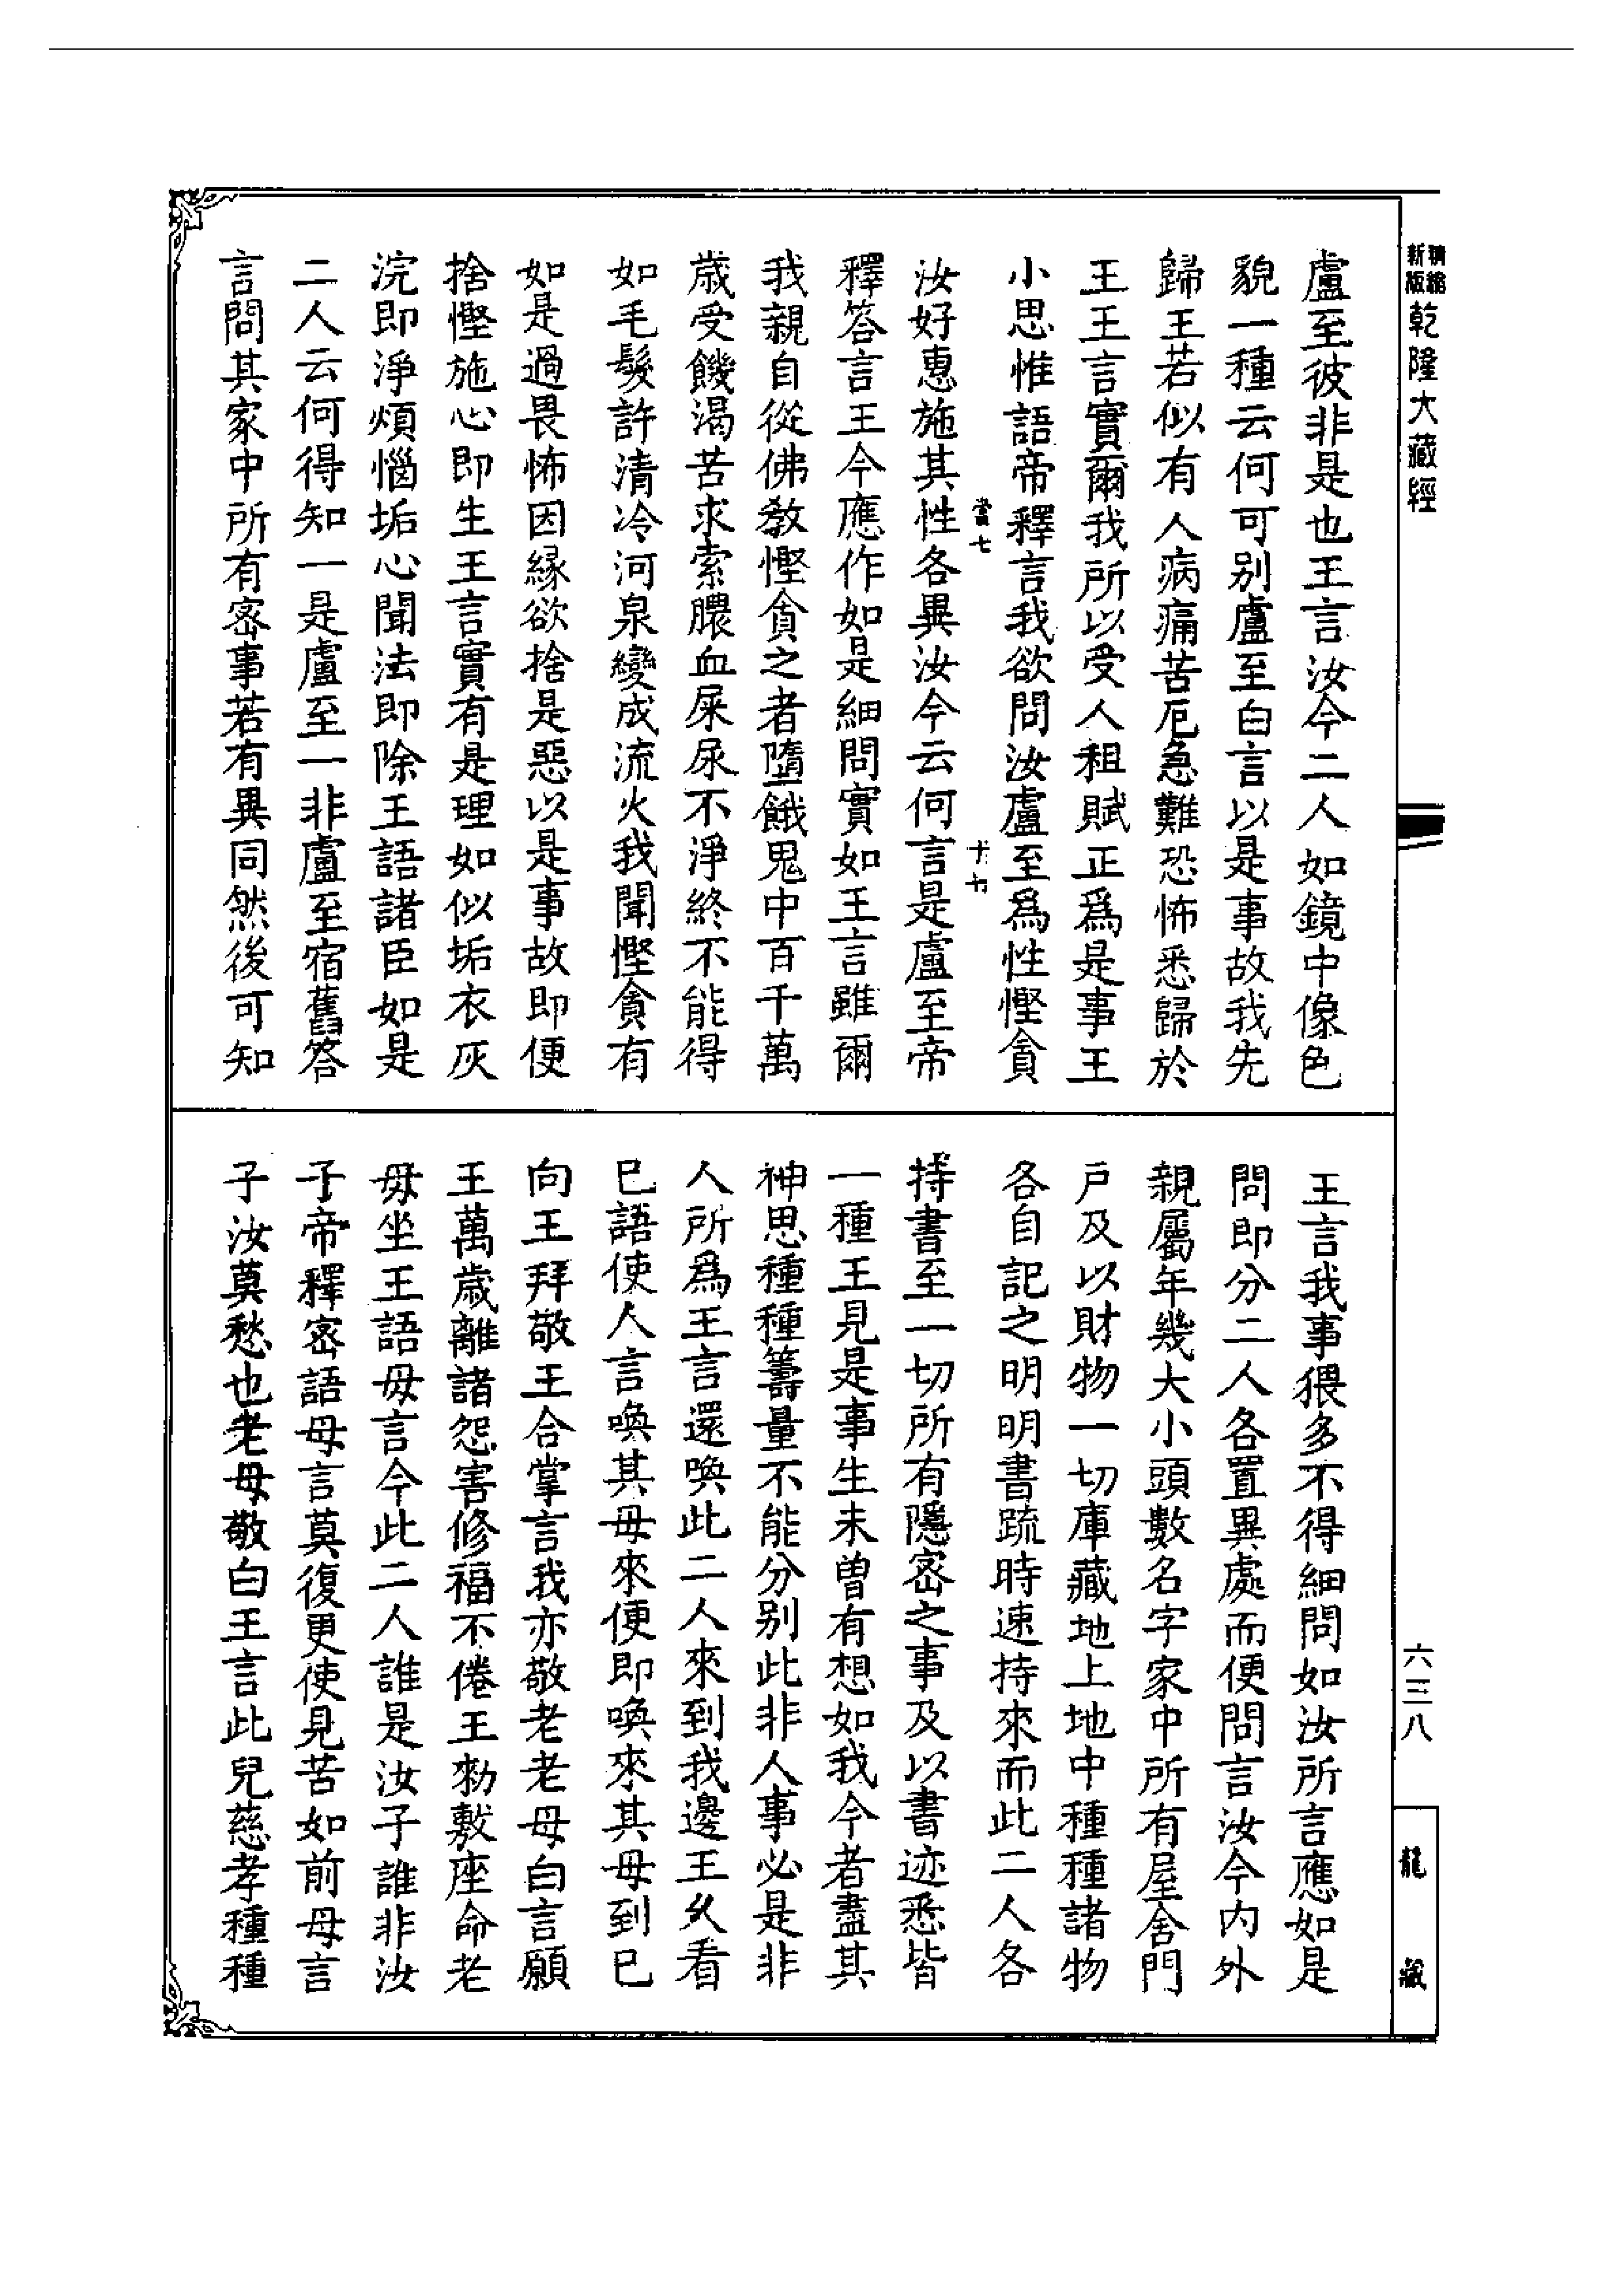 精縮新版乾隆大藏經
盧至彼非是也王言汝今二人如鏡中像色
貌一種云何可別盧至白言以是事故我先
歸王若似有人病痛苦厄急難恐怖悉歸於
王王言實爾我所以受人租賦正爲是事王
小思惟語帝釋言我欲問汝盧至爲性慳貪
汝好惠施其性各異汝今云何言是盧至帝
釋答言王今應作如是細問實如王言雖爾
我親自從佛教慳貪之者墮餓鬼中百千萬
歲受饑渴苦求索膿血屎尿不淨終不能得
如毛髮許清冷河泉變成流火我聞慳貪有
如是過畏怖因緣欲捨是惡以是事故即便
捨慳施心即生王言實有是理如似垢衣灰
浣即淨煩惱垢心聞法即除王語諸臣如是
二人云何得知一是盧至一非盧至宿舊答
言問其家中所有密事若有異同然後可知
王言我事猥多不得細問如汝所言應如是
問即分二人各置異處而便問言汝今內外
親屬年幾大小頭數名字家中所有屋舍門
戶及以財物一切庫藏地上地中種種諸物
各自記之明明書疏時速持來而此二人各
持書至一切所有隱密之事及以書迹悉皆
一種王見是事生未曾有想如我今者盡其
神思種種籌量不能分別此非人事必是非
人所爲王言還喚此二人來到我邊王久看
已語使人言喚其母來便即喚來其母到已
向王拜敬王合掌言我亦敬老老母白言願
王萬歲離諸怨害修福不倦王勑敷座命老
母坐王語母言今此二人誰是汝子誰非汝
子帝釋密語母言莫復更使見苦如前母言
子汝莫愁也老母敬白王言此兒慈孝種種
六三八
龍藏